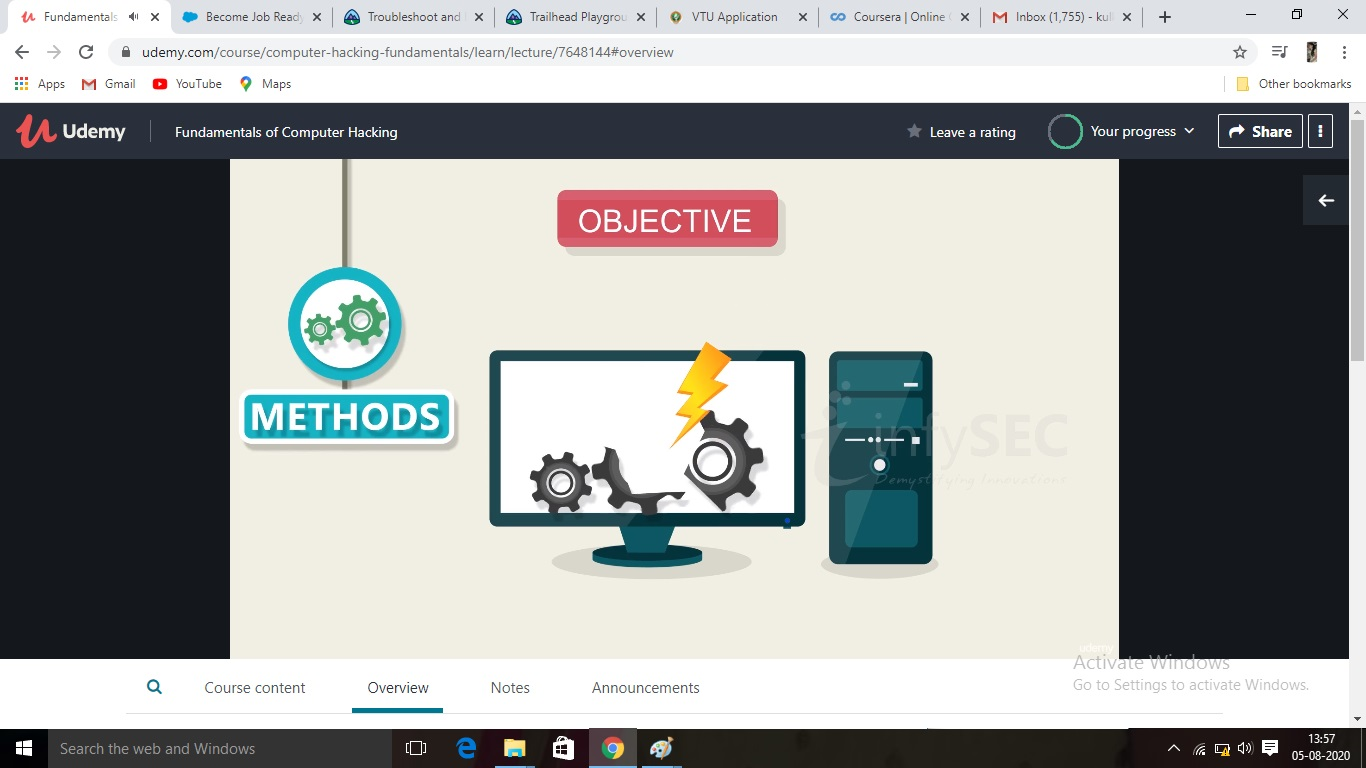 Fundamentals
Become Job Ready
Troubleshoot and
Trailhead Playgrou
VTU Application
Coursera | Online
Inbox (1,755) - kul
udemy.com/course/computer-hacking-fundamentals/learn/lecture/7648144#overview
Apps
Gmail
YouTube
Maps
Other bookmarks
Udemy
Fundamentals of Computer Hacking
Leave a rating
Your progress
Share
OBJECTIVE
METHODS
infySEC
Demystifying Innovations
udemy
Activate Windows
Go to Settings to activate Windows.
Course content
Overview
Notes
Announcements
Search the web and Windows
13:57
05-08-2020